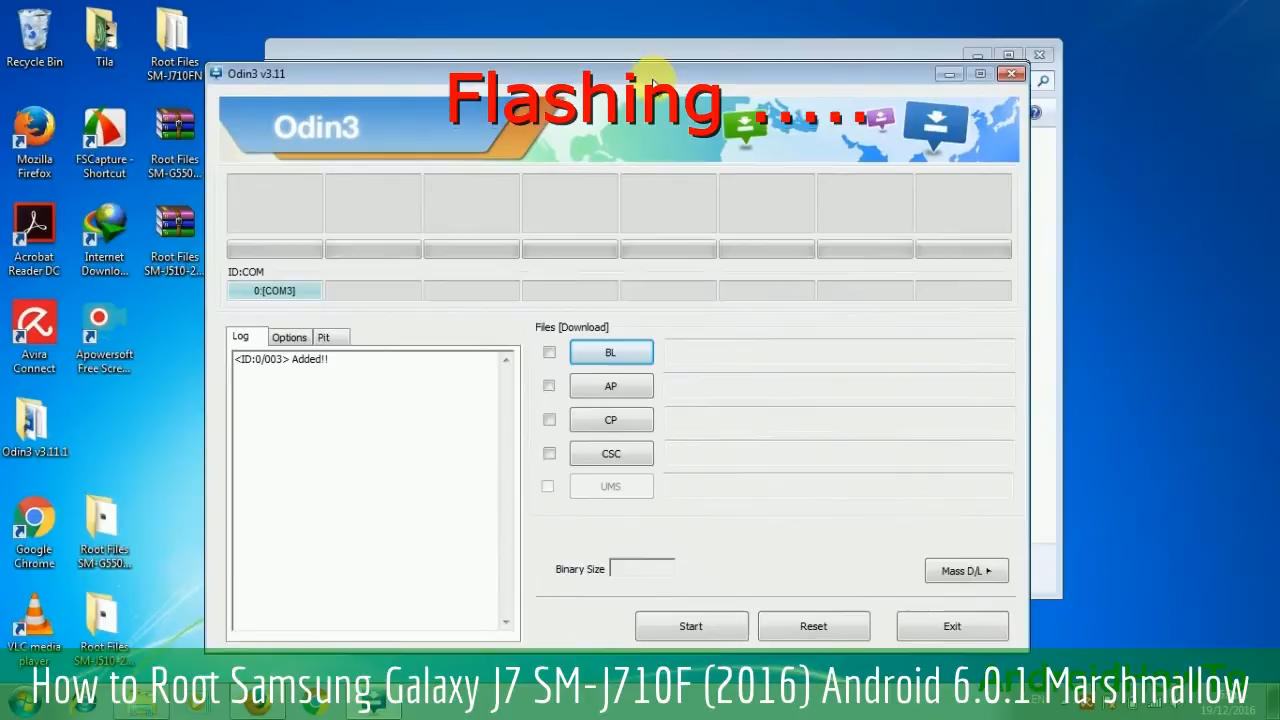 Recycle Bin
Tila
Root Files
SM-J710FN
Mozilla
Firefox
FSCapture -
Shortcut
Root Files
SM-G550...
Acrobat
Reader DC
Internet
Downlo...
Root Files
SM-J510-2...
Avira
Connect
Apowersoft
Free Scre...
Odin3 v3.11.1
Google
Chrome
Root Files
SM-G550...
VLC media
player
Root Files
SM-J510-2...
Odin3 v3.11
Flashing .....
Odin3
ID:COM
0:[COM3]
Log
Options
Pit
<ID:0/003> Added!!
Files [Download]
BL
AP
CP
CSC
UMS
Binary Size
Mass D/L
Start
Reset
Exit
How to Root Samsung Galaxy J7 SM-J710F (2016) Android 6.0.1 Marshmallow
EN
19/12/2016